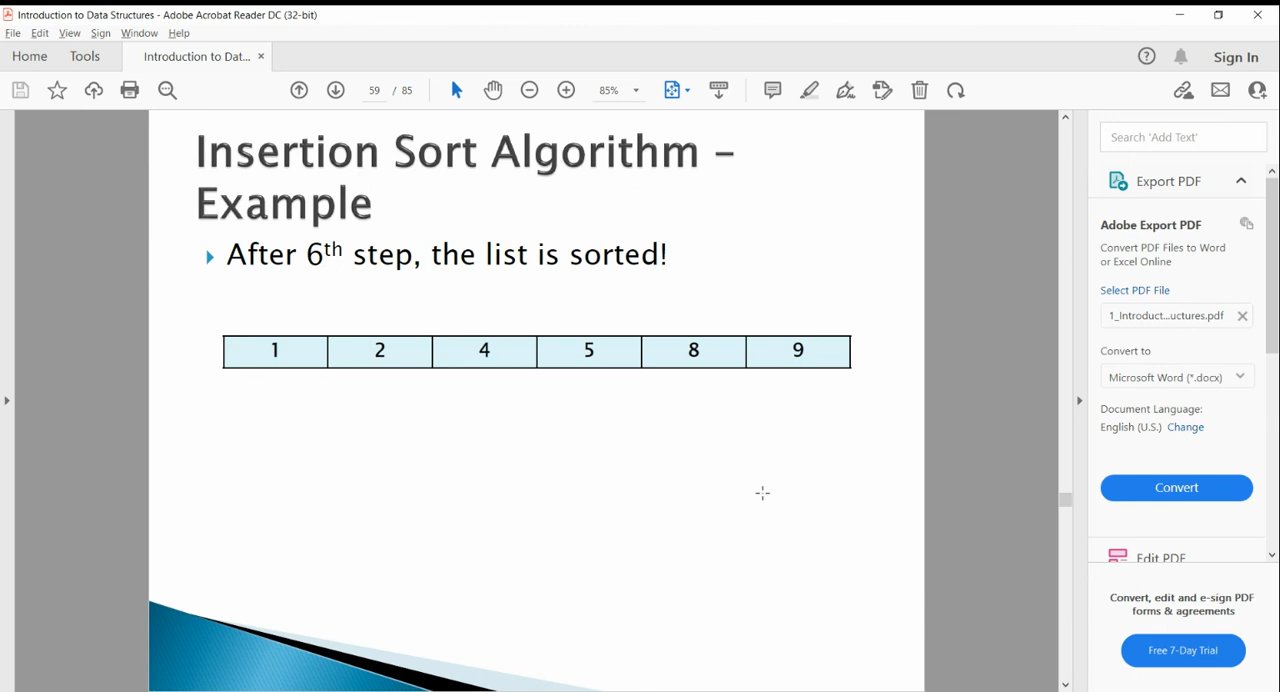 Introduction to Data Structures - Adobe Acrobat Reader DC (32-bit)
File Edit View Sign Window Help
Home Tools Introduction to Dat... × Sign In
59 / 85 85%
Insertion Sort Algorithm –
Example
After 6th step, the list is sorted!
1 2 4 5 8 9
Search 'Add Text'
Export PDF
Adobe Export PDF
Convert PDF Files to Word
or Excel Online
Select PDF File
1_Introduct...uctures.pdf
Convert to
Microsoft Word (*.docx)
Document Language:
English (U.S.) Change
Convert
Edit PDF
Convert, edit and e-sign PDF
forms & agreements
Free 7-Day Trial